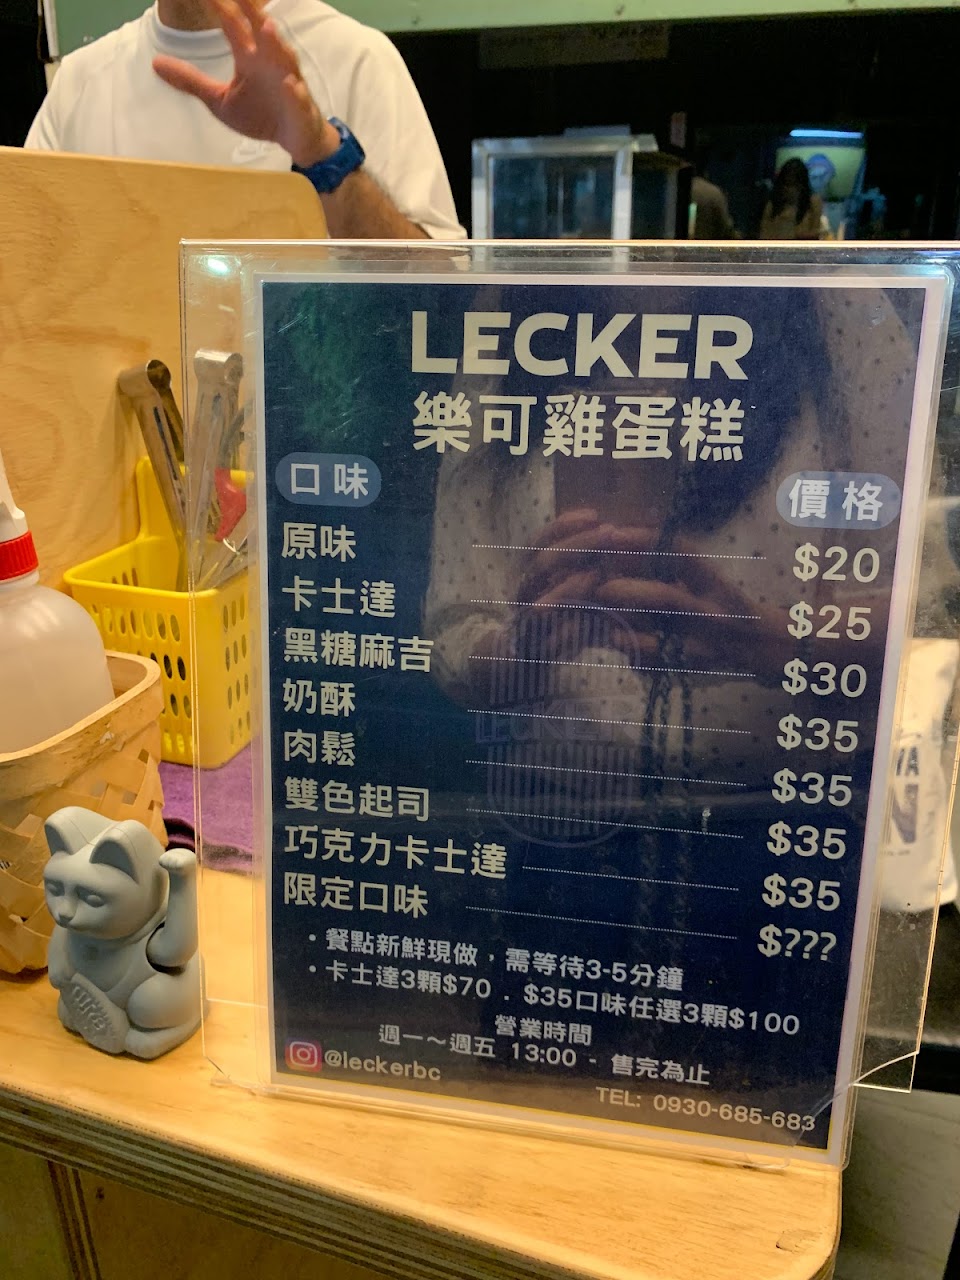 LECKER
樂可雞蛋糕
口味 價格
原味 $20
卡士達 $25
黑糖麻吉 $30
奶酥 $35
肉鬆 $35
雙色起司 $35
巧克力卡士達 $35
限定口味 $???
・餐點新鮮現做，需等待3-5分鐘
・卡士達3顆$70 . $35口味任選3顆$100
營業時間
週一～週五 13:00 - 售完為止
@leckerbc
TEL: 0930-685-683
LECKER